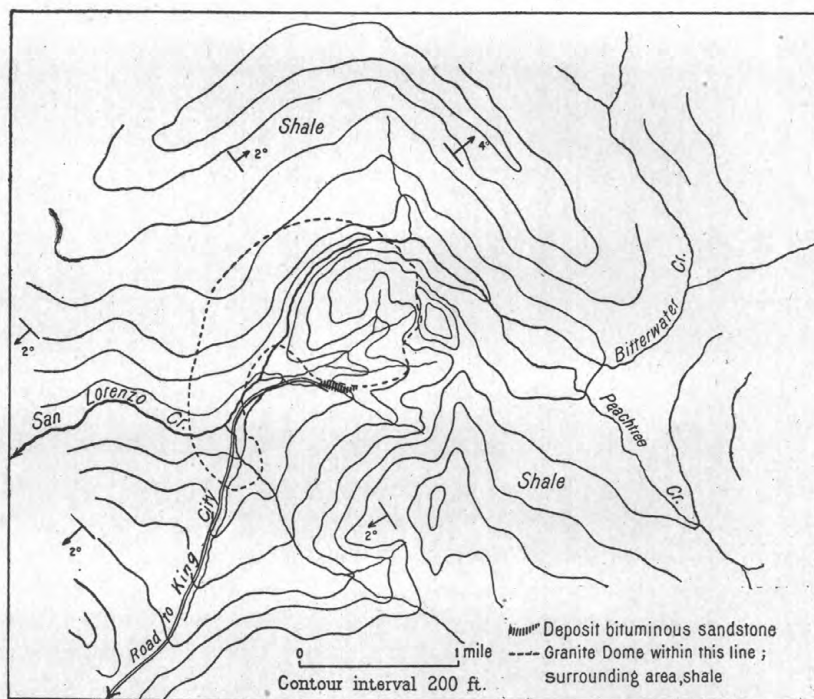 Shale
2°
4°
2°
Bitterwater Cr.
San Lorenzo Cr.
Paachtree Cr.
Shale
2°
2°
Road to King City
Deposit bituminous sandstone
0 1 mile
Granite Dome within this line;
Contour interval 200 ft.
surrounding area, shale